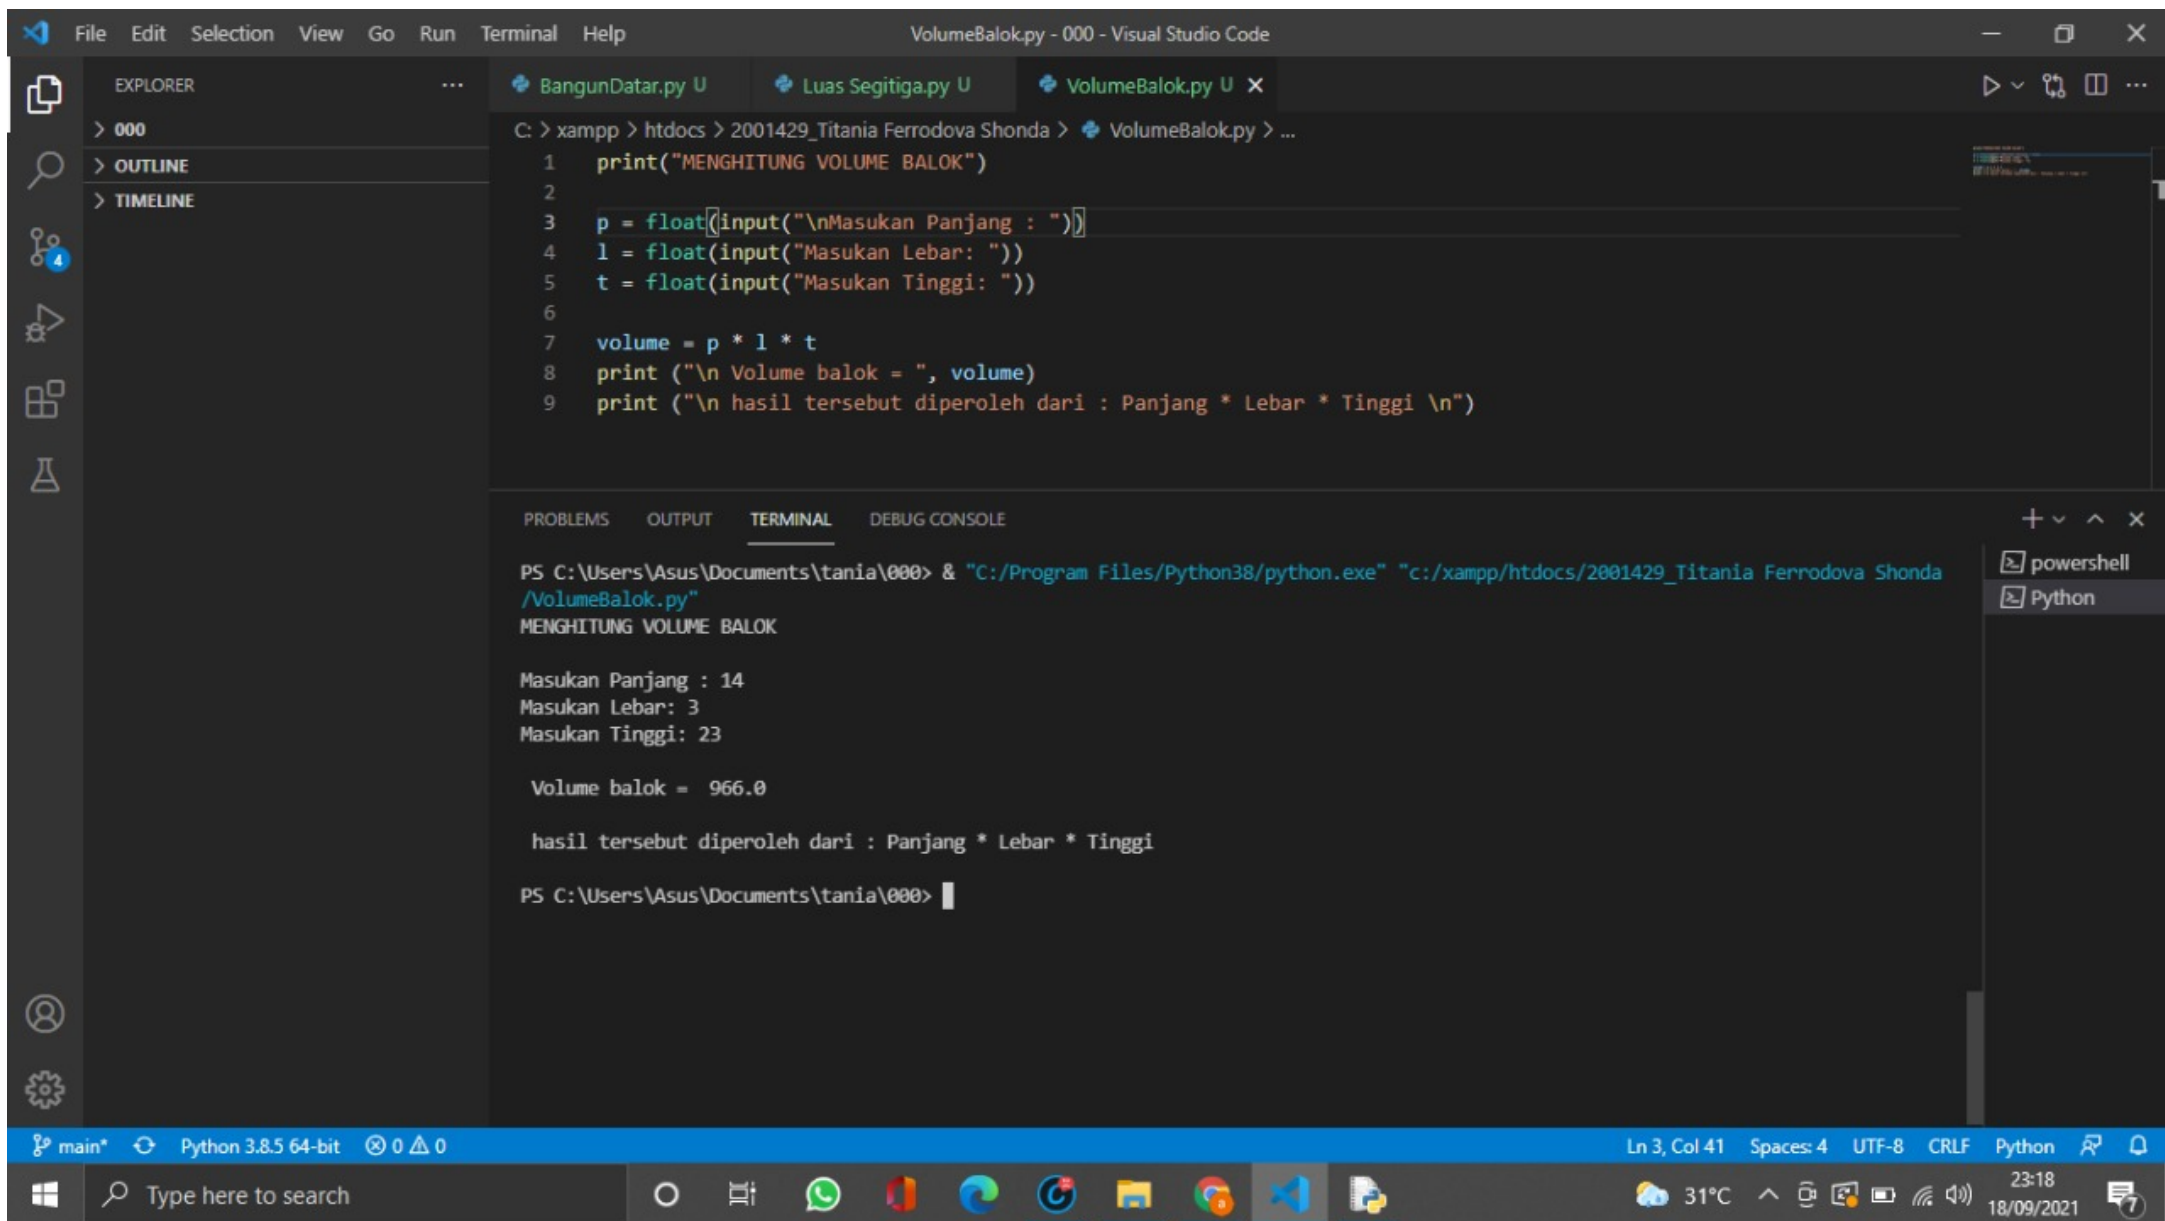 File Edit Selection View Go Run Terminal Help VolumeBalok.py - 000 - Visual Studio Code
EXPLORER ...
000
OUTLINE
TIMELINE
4
BangunDatar.py U Luas Segitiga.py U VolumeBalok.py U
C: > xampp > htdocs > 2001429_Titania Ferrodova Shonda > VolumeBalok.py > ...
1 print("MENGHITUNG VOLUME BALOK")
2
3 p = float(input("\nMasukan Panjang : "))
4 l = float(input("Masukan Lebar: "))
5 t = float(input("Masukan Tinggi: "))
6
7 volume = p * l * t
8 print ("\n Volume balok = ", volume)
9 print ("\n hasil tersebut diperoleh dari : Panjang * Lebar * Tinggi \n")
PROBLEMS OUTPUT TERMINAL DEBUG CONSOLE
PS C:\Users\Asus\Documents\tania\000> & "C:/Program Files/Python38/python.exe" "c:/xampp/htdocs/2001429_Titania Ferrodova Shonda
/VolumeBalok.py"
MENGHITUNG VOLUME BALOK
Masukan Panjang : 14
Masukan Lebar: 3
Masukan Tinggi: 23
Volume balok =  966.0
hasil tersebut diperoleh dari : Panjang * Lebar * Tinggi
PS C:\Users\Asus\Documents\tania\000>
powershell
Python
main* Python 3.8.5 64-bit 0 0 Ln 3, Col 41 Spaces: 4 UTF-8 CRLF Python
Type here to search 31°C 23:18
18/09/2021 7